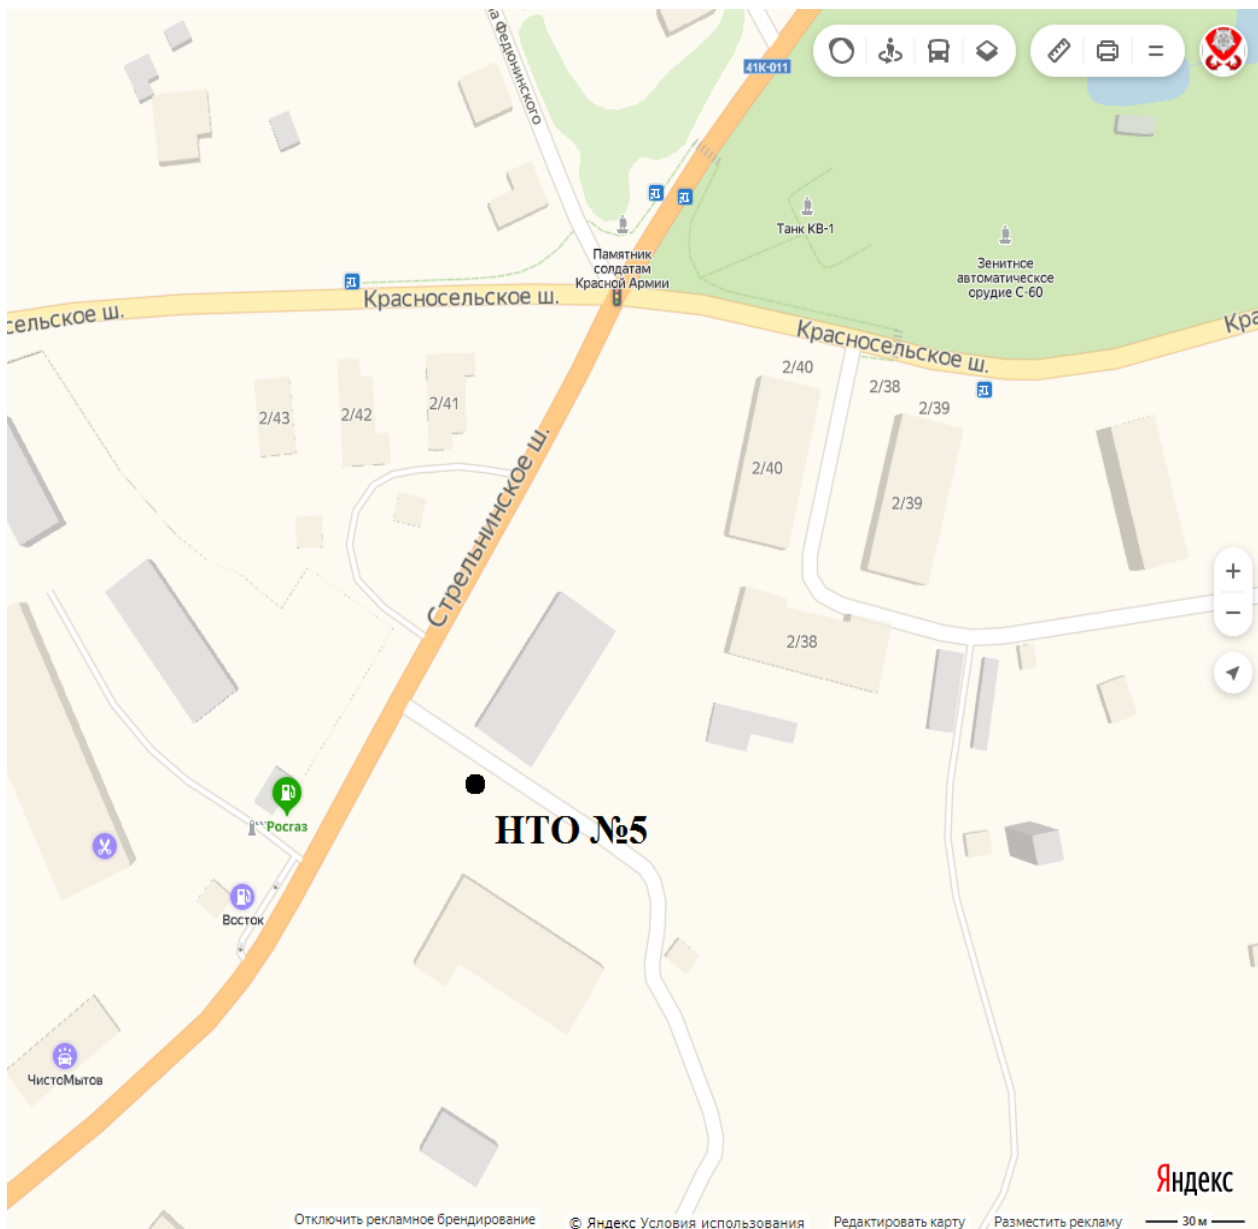 на Федюнинского
41К-011
Танк КВ-1
Памятник
солдатам
Красной Армии
Зенитное
автоматическое
орудие С-60
сельское ш.
Красносельское ш.
Красносельское ш.
Кра
2/43
2/42
2/41
2/40
2/38
2/39
2/40
2/39
Стрельнинское ш.
2/38
Росгаз
НТО №5
Восток
ЧистоМытов
Яндекс
Отключить рекламное брендирование
© Яндекс Условия использования
Редактировать карту
Разместить рекламу
30 м